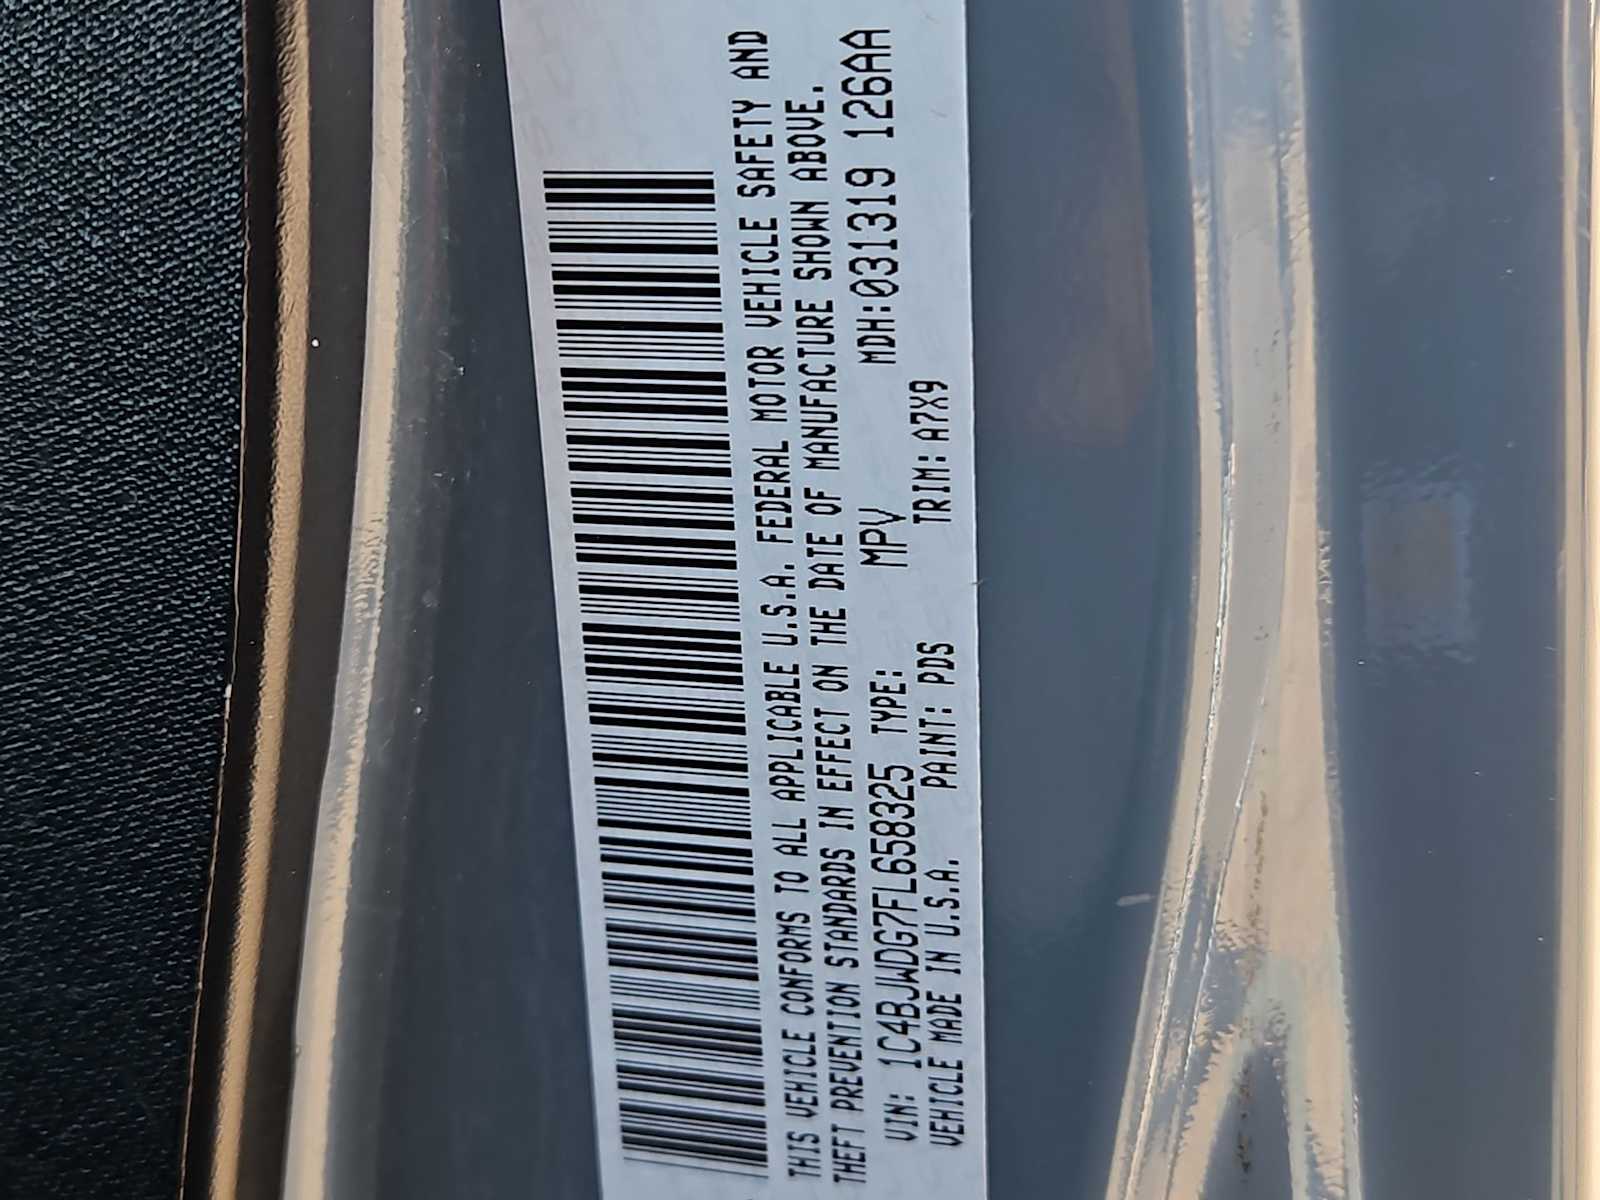 THIS VEHICLE CONFORMS TO ALL APPLICABLE U.S.A. FEDERAL MOTOR VEHICLE SAFETY AND
THEFT PREVENTION STANDARDS IN EFFECT ON THE DATE OF MANUFACTURE SHOWN ABOVE.
VIN: 1C4BJWDG7FL658325 TYPE: MPV MDH:031319 126AA
VEHICLE MADE IN U.S.A. PAINT: PDS TRIM: A7X9